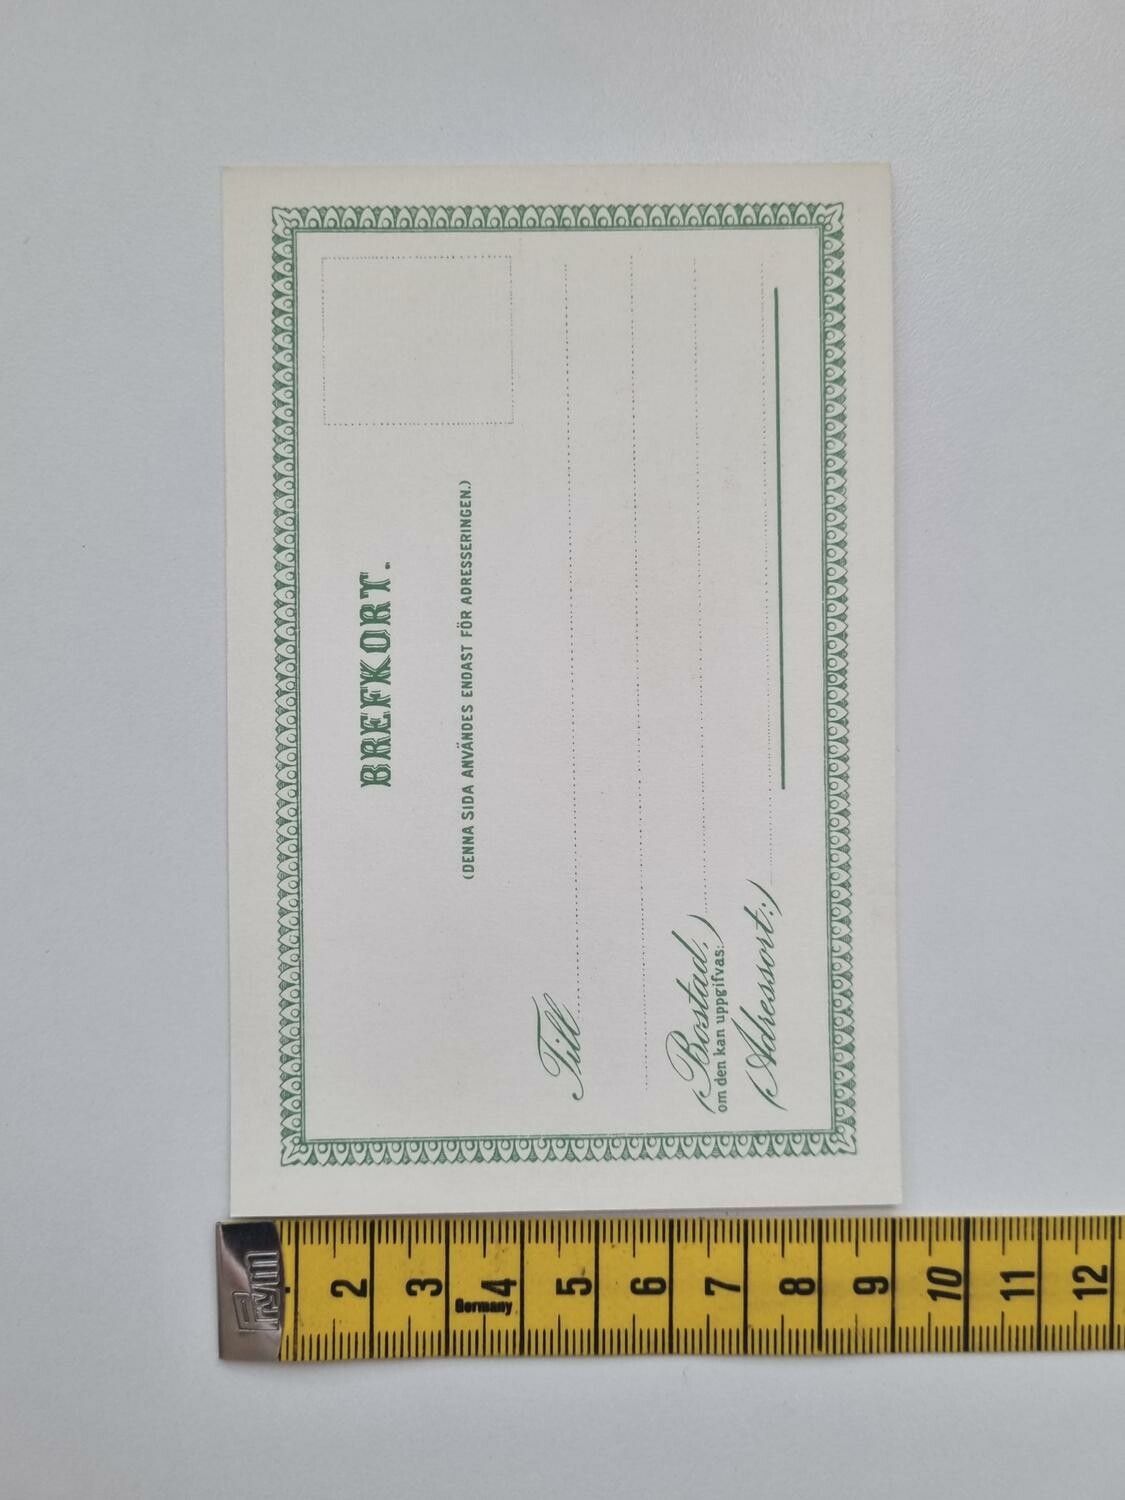 BREFKORT.
(DENNA SIDA ANVÄNDES ENDAST FÖR ADRESSERINGEN.)
Till
(Bostad:)
om den kan uppgifvas:
(Adressort:)
Prym
2 3 4 5 6 7 8 9 10 11 12
Germany